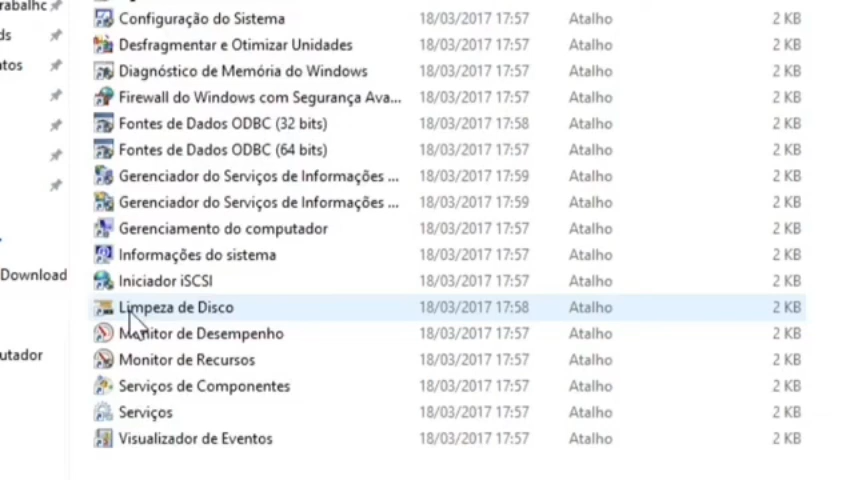 rabalhc
Configuração do Sistema 18/03/2017 17:57 Atalho 2 KB
ds
Desfragmentar e Otimizar Unidades 18/03/2017 17:57 Atalho 2 KB
tos
Diagnóstico de Memória do Windows 18/03/2017 17:57 Atalho 2 KB
Firewall do Windows com Segurança Ava... 18/03/2017 17:57 Atalho 2 KB
Fontes de Dados ODBC (32 bits) 18/03/2017 17:58 Atalho 2 KB
Fontes de Dados ODBC (64 bits) 18/03/2017 17:57 Atalho 2 KB
Gerenciador do Serviços de Informações ... 18/03/2017 17:59 Atalho 2 KB
Gerenciador do Serviços de Informações ... 18/03/2017 17:59 Atalho 2 KB
Gerenciamento do computador 18/03/2017 17:57 Atalho 2 KB
Informações do sistema 18/03/2017 17:57 Atalho 2 KB
Download
Iniciador iSCSI 18/03/2017 17:57 Atalho 2 KB
Limpeza de Disco 18/03/2017 17:58 Atalho 2 KB
Monitor de Desempenho 18/03/2017 17:57 Atalho 2 KB
utador
Monitor de Recursos 18/03/2017 17:57 Atalho 2 KB
Serviços de Componentes 18/03/2017 17:57 Atalho 2 KB
Serviços 18/03/2017 17:57 Atalho 2 KB
Visualizador de Eventos 18/03/2017 17:57 Atalho 2 KB